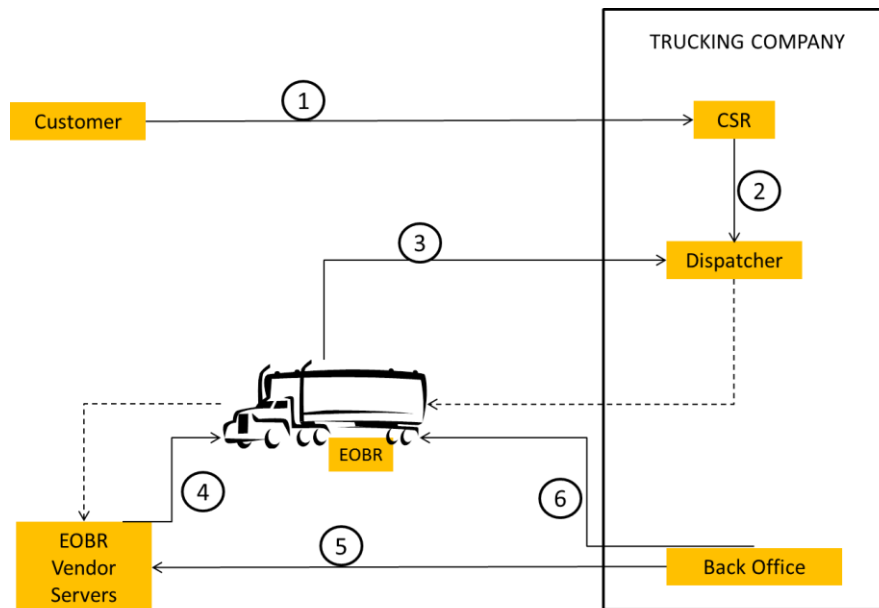 TRUCKING COMPANY
1
Customer
CSR
2
3
Dispatcher
EOBR
4
6
EOBR
Vendor
Servers
5
Back Office